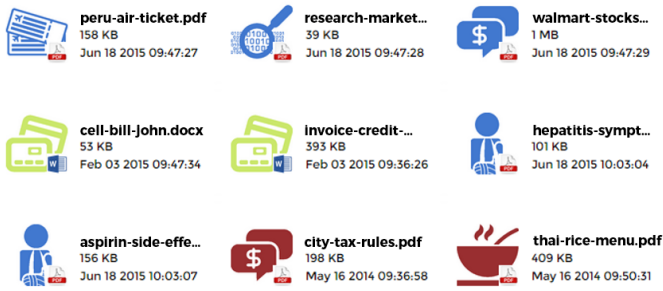 peru-air-ticket.pdf
158 KB
Jun 18 2015 09:47:27
research-market...
39 KB
Jun 18 2015 09:47:28
walmart-stocks...
1 MB
Jun 18 2015 09:47:29
cell-bill-john.docx
53 KB
Feb 03 2015 09:47:34
invoice-credit-...
393 KB
Feb 03 2015 09:36:26
hepatitis-sympt...
101 KB
Jun 18 2015 10:03:04
aspirin-side-effe...
156 KB
Jun 18 2015 10:03:07
city-tax-rules.pdf
198 KB
May 16 2014 09:36:58
thai-rice-menu.pdf
409 KB
May 16 2014 09:50:31